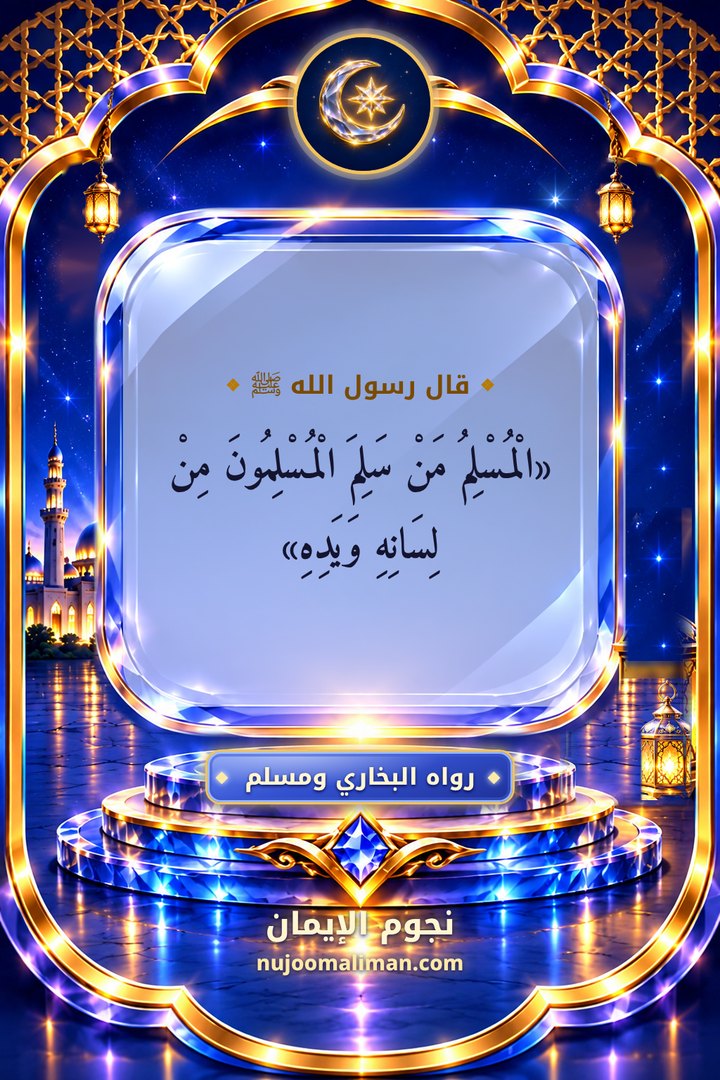 قال رسول الله ﷺ
«الْمُسْلِمُ مَنْ سَلِمَ الْمُسْلِمُونَ مِنْ
لِسَانِهِ وَيَدِهِ»
رواه البخاري ومسلم
نجوم الإيمان
nujoomaliman.com